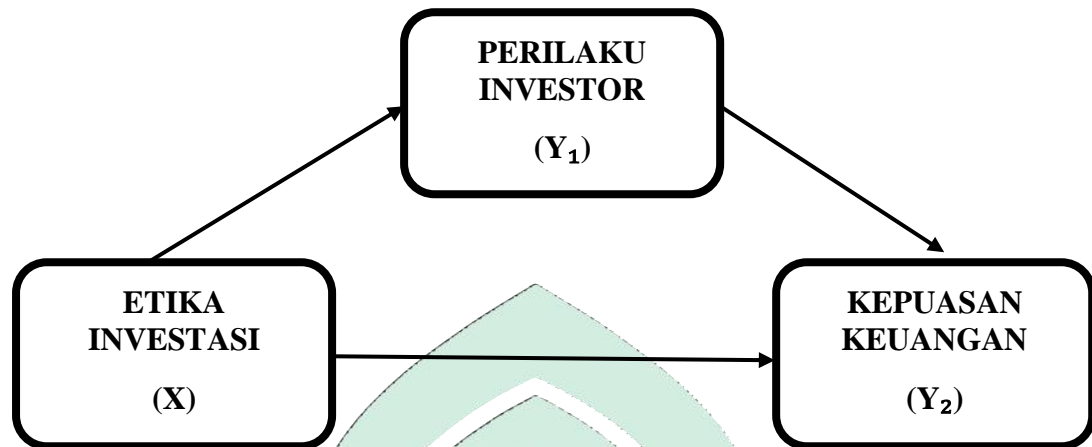 PERILAKU
INVESTOR
(Y₁)
ETIKA
INVESTASI
(X)
KEPUASAN
KEUANGAN
(Y₂)